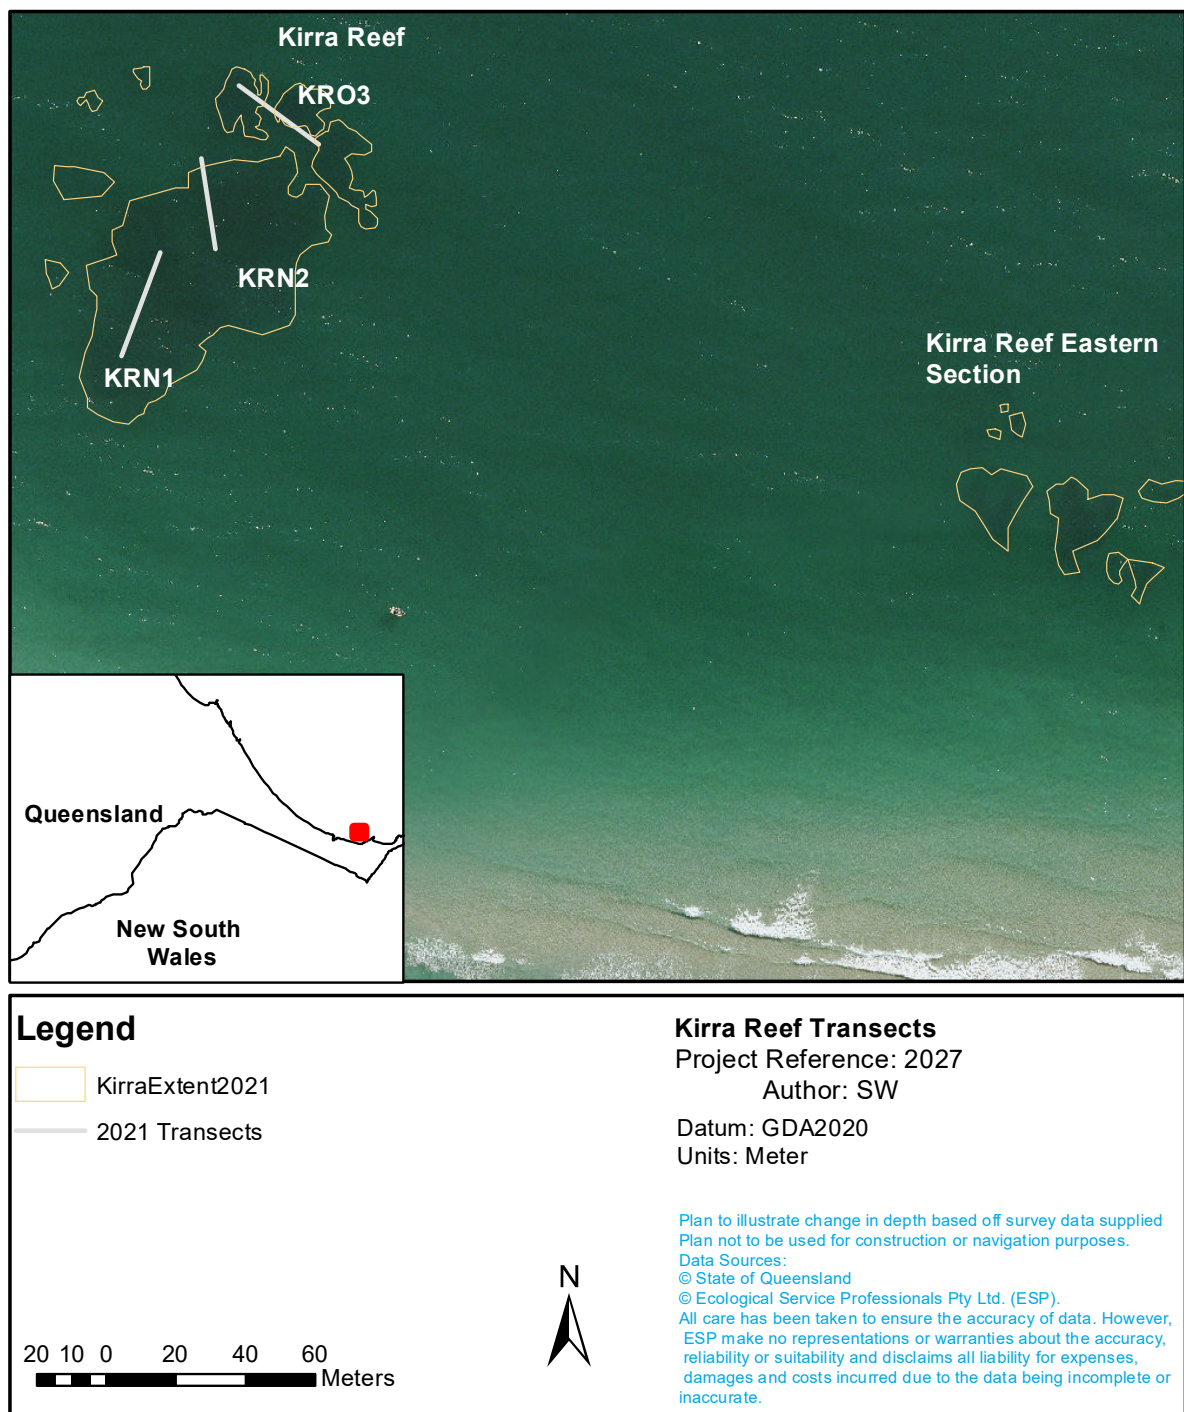 Kirra Reef
KRO3
KRN2
KRN1
Kirra Reef Eastern
Section
Queensland
New South
Wales
Legend
KirraExtent2021
2021 Transects
20 10 0 20 40 60
Meters
N
Kirra Reef Transects
Project Reference: 2027
Author: SW
Datum: GDA2020
Units: Meter
Plan to illustrate change in depth based off survey data supplied
Plan not to be used for construction or navigation purposes.
Data Sources:
© State of Queensland
© Ecological Service Professionals Pty Ltd. (ESP).
All care has been taken to ensure the accuracy of data. However,
ESP make no representations or warranties about the accuracy,
reliability or suitability and disclaims all liability for expenses,
damages and costs incurred due to the data being incomplete or
inaccurate.